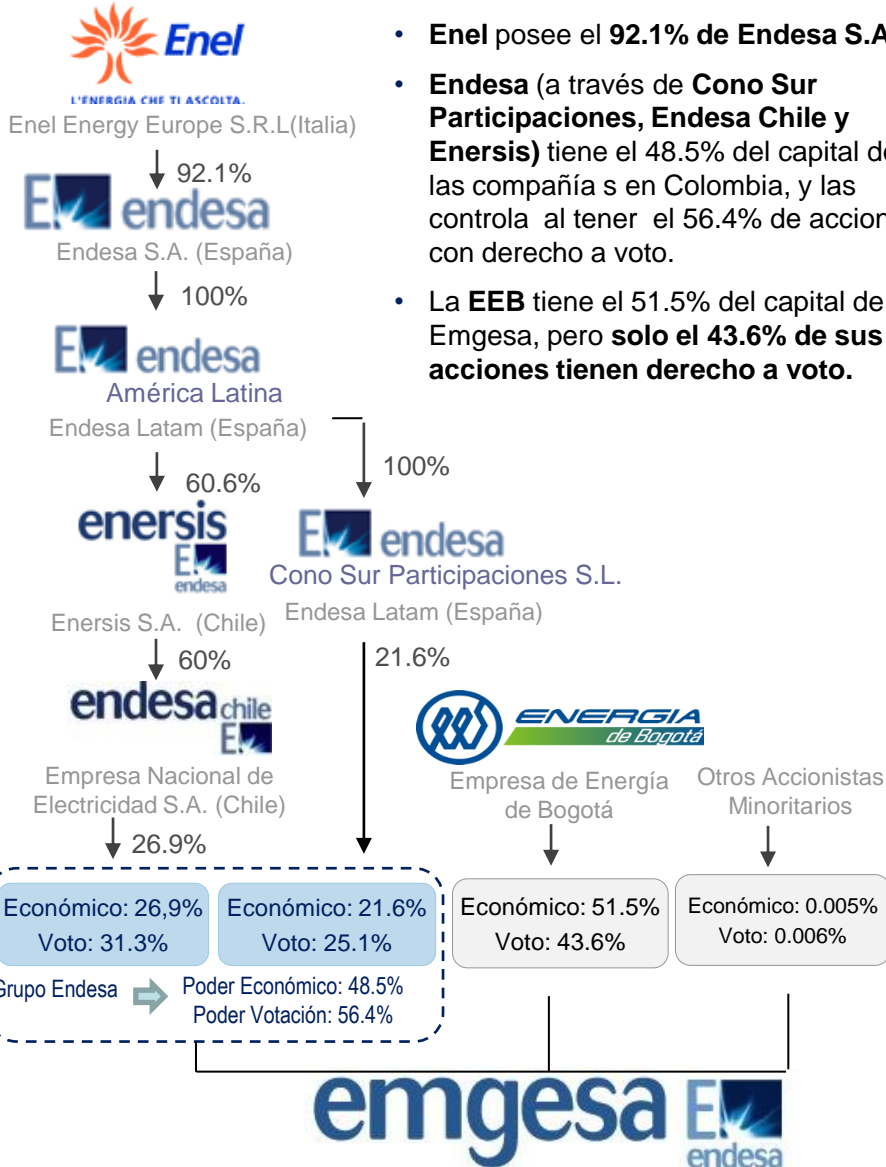 Enel
L'ENERGIA CHE TI ASCOLTA.
Enel Energy Europe S.R.L(Italia)
92.1%
endesa
Endesa S.A. (España)
100%
endesa
América Latina
Endesa Latam (España)
60.6%
100%
enersis
endesa
Enersis S.A. (Chile)
endesa
Cono Sur Participaciones S.L.
Endesa Latam (España)
60%
21.6%
endesa chile
Empresa Nacional de
Electricidad S.A. (Chile)
26.9%
ENERGIA
de Bogotá
Empresa de Energía
de Bogotá
Otros Accionistas
Minoritarios
• Enel posee el 92.1% de Endesa S.A
• Endesa (a través de Cono Sur
Participaciones, Endesa Chile y
Enersis) tiene el 48.5% del capital de
las compañía s en Colombia, y las
controla al tener el 56.4% de accion
con derecho a voto.
• La EEB tiene el 51.5% del capital de
Emgesa, pero solo el 43.6% de sus
acciones tienen derecho a voto.
Económico: 26,9%
Voto: 31.3%
Económico: 21.6%
Voto: 25.1%
Económico: 51.5%
Voto: 43.6%
Económico: 0.005%
Voto: 0.006%
Grupo Endesa
Poder Económico: 48.5%
Poder Votación: 56.4%
emgesa
endesa